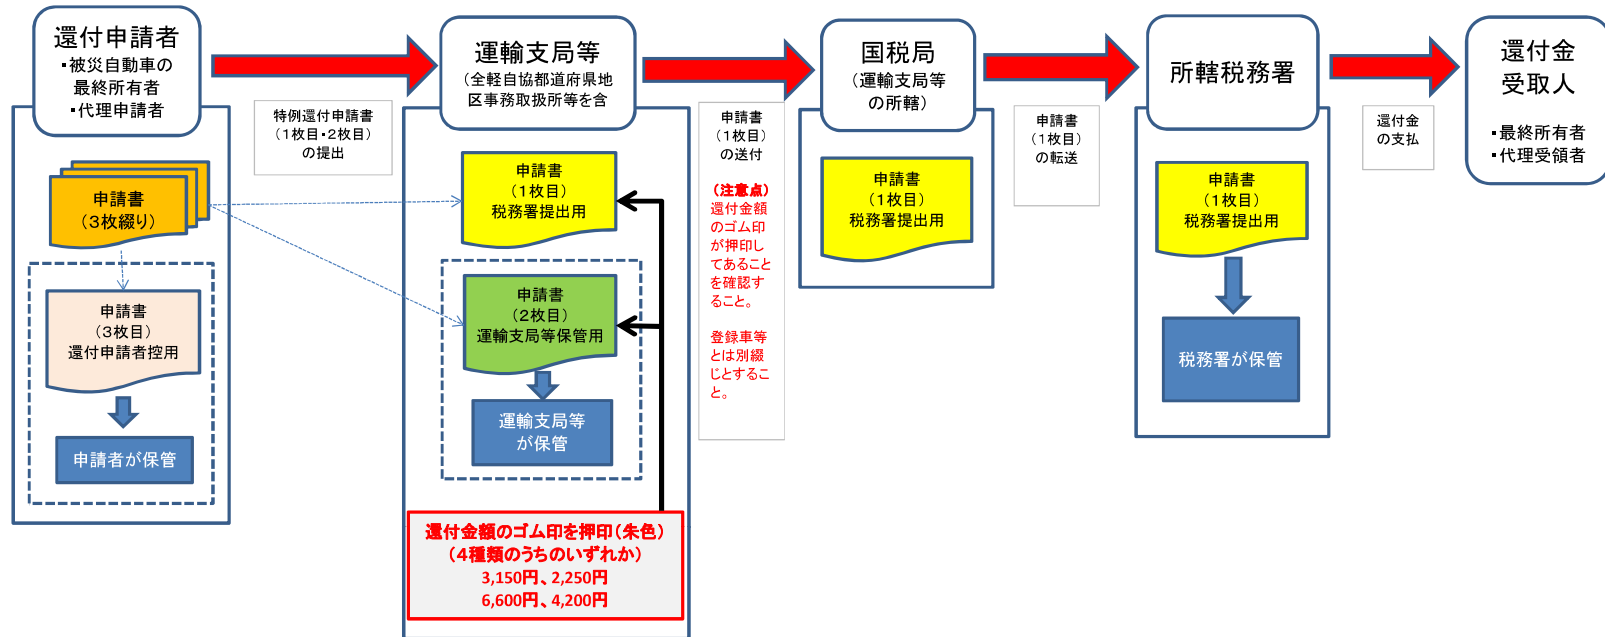 還付申請者
・被災自動車の
最終所有者
・代理申請者
申請書
（3枚綴り）
申請書
（3枚目）
還付申請者控用
申請者が保管
特例還付申請書
（1枚目・2枚目）
の提出
運輸支局等
（全軽自協都道府県地
区事務取扱所等を含
申請書
（1枚目）
税務署提出用
申請書
（2枚目）
運輸支局等保管用
運輸支局等
が保管
還付金額のゴム印を押印（朱色）
（4種類のうちのいずれか）
3,150円、2,250円
6,600円、4,200円
申請書
（1枚目）
の送付
（注意点）
還付金額
のゴム印
が押印し
てあること
を確認す
ること。
登録車等
とは別綴
じとするこ
と。
国税局
（運輸支局等
の所轄）
申請書
（1枚目）
税務署提出用
申請書
（1枚目）
の転送
所轄税務署
申請書
（1枚目）
税務署提出用
税務署が保管
還付金
の支払
還付金
受取人
・最終所有者
・代理受領者